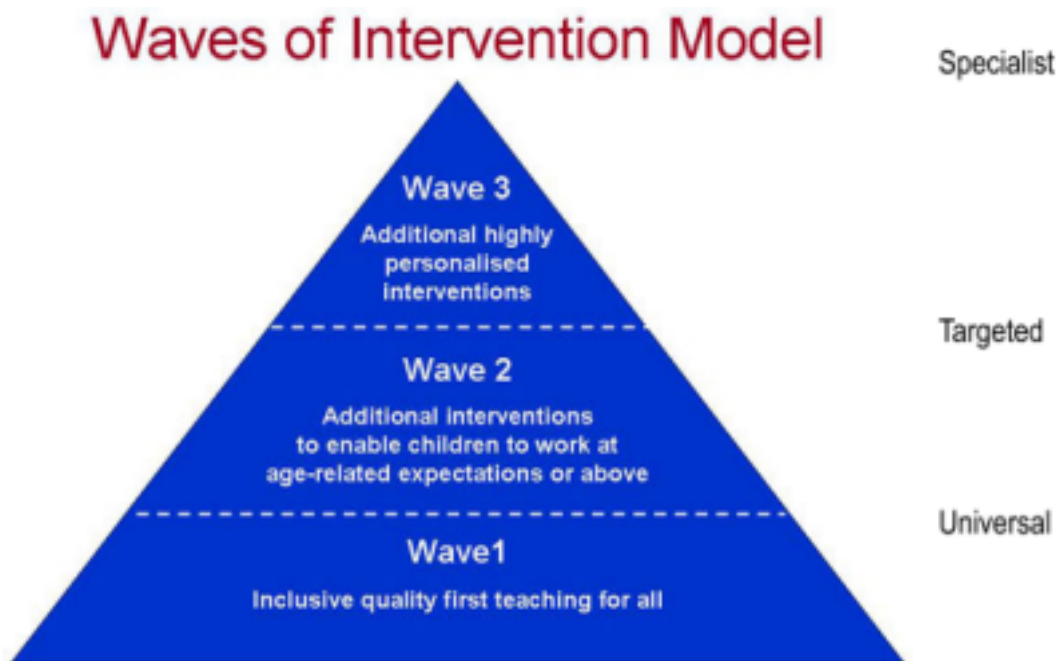 Waves of Intervention Model
Specialist
Wave 3
Additional highly
personalised
interventions
Targeted
Wave 2
Additional interventions
to enable children to work at
age-related expectations or above
Universal
Wave1
Inclusive quality first teaching for all